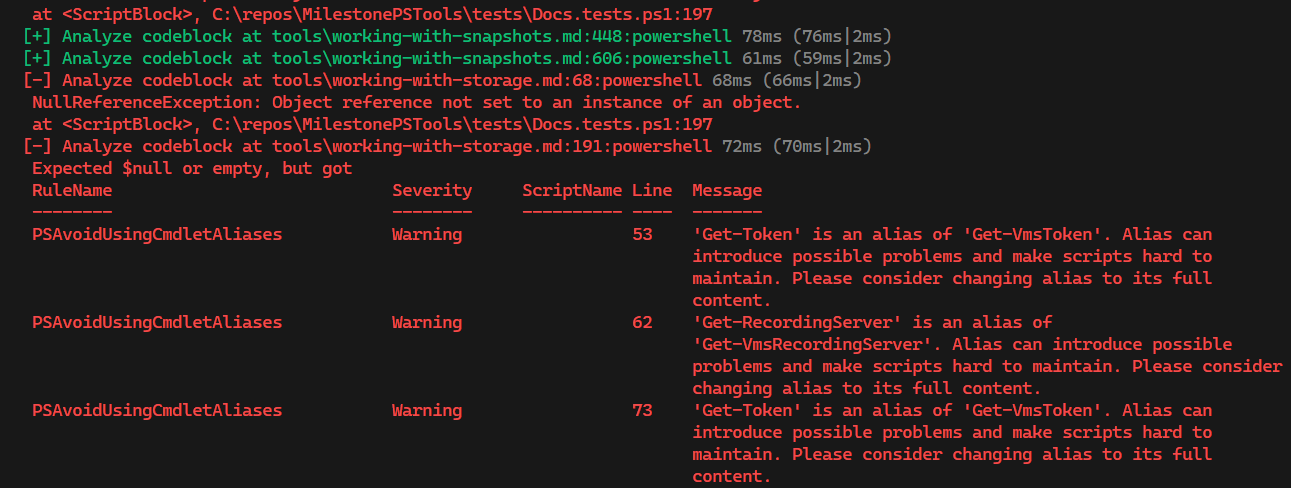 at <ScriptBlock>, C:\repos\MilestonePSTools\tests\Docs.tests.ps1:197
[+] Analyze codeblock at tools\working-with-snapshots.md:448:powershell 78ms (76ms|2ms)
[+] Analyze codeblock at tools\working-with-snapshots.md:606:powershell 61ms (59ms|2ms)
[-] Analyze codeblock at tools\working-with-storage.md:68:powershell 68ms (66ms|2ms)
NullReferenceException: Object reference not set to an instance of an object.
at <ScriptBlock>, C:\repos\MilestonePSTools\tests\Docs.tests.ps1:197
[-] Analyze codeblock at tools\working-with-storage.md:191:powershell 72ms (70ms|2ms)
Expected $null or empty, but got
RuleName Severity ScriptName Line Message
-------- -------- ---------- ---- -------
PSAvoidUsingCmdletAliases Warning 53 'Get-Token' is an alias of 'Get-VmsToken'. Alias can
introduce possible problems and make scripts hard to
maintain. Please consider changing alias to its full
content.
PSAvoidUsingCmdletAliases Warning 62 'Get-RecordingServer' is an alias of
'Get-VmsRecordingServer'. Alias can introduce possible
problems and make scripts hard to maintain. Please consider
changing alias to its full content.
PSAvoidUsingCmdletAliases Warning 73 'Get-Token' is an alias of 'Get-VmsToken'. Alias can
introduce possible problems and make scripts hard to
maintain. Please consider changing alias to its full
content.